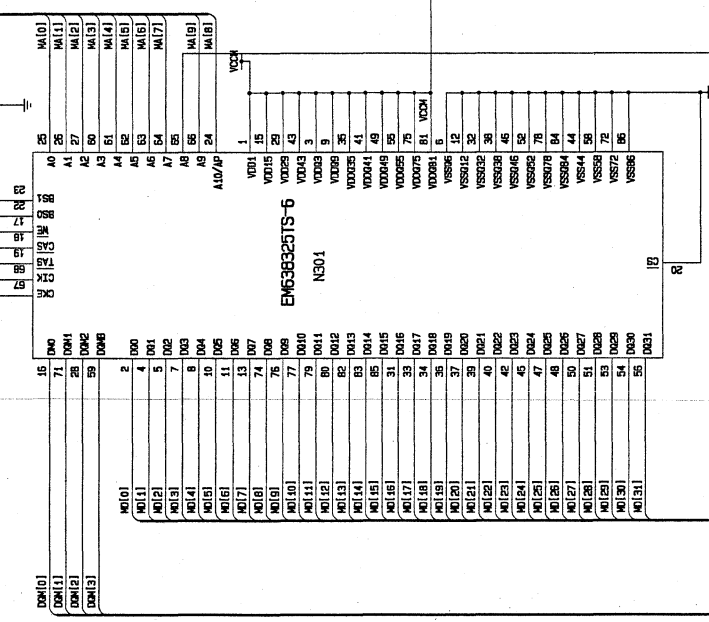 MA[0]
MA[1]
MA[2]
MA[3]
MA[4]
MA[5]
MA[6]
MA[7]
MA[9]
MA[8]
VCCM
VCCM
25 A0
26 A1
27 A2
60 A3
61 A4
62 A5
63 A6
64 A7
65 A8
66 A9
24 A10/AP
1 VDD1
15 VDD15
29 VDD29
43 VDD43
3 VDDQ3
9 VDDQ9
35 VDDQ35
41 VDDQ41
49 VDDQ49
55 VDDQ55
75 VDDQ75
81 VDDQ81
6 VSSQ6
12 VSSQ12
32 VSSQ32
38 VSSQ38
46 VSSQ46
52 VSSQ52
78 VSSQ78
84 VSSQ84
44 VSS44
58 VSS58
72 VSS72
86 VSS86
23 BS1
22 BS0
17 WE
18 CAS
19 TAS
68 CIK
67 CKE
EM638325TS-6
N301
CS 20
16 DM0
71 DQM1
28 DQM2
59
2 DQ0
4 DQ1
5 DQ2
7 DQ3
8 DQ4
10 DQ5
11 DQ6
13 DQ7
74 DQ8
76 DQ9
77 DQ10
79 DQ11
80 DQ12
82 DQ13
83 DQ14
85 DQ15
31 DQ16
33 DQ17
34 DQ18
36 DQ19
37 DQ20
39 DQ21
40 DQ22
42 DQ23
45 DQ24
47 DQ25
48 DQ26
50 DQ27
51 DQ28
53 DQ29
54 DQ30
56 DQ31
MD[0]
MD[1]
MD[2]
MD[3]
MD[4]
MD[5]
MD[6]
MD[7]
MD[8]
MD[9]
MD[10]
MD[11]
MD[12]
MD[13]
MD[14]
MD[15]
MD[16]
MD[17]
MD[18]
MD[19]
MD[20]
MD[21]
MD[22]
MD[23]
MD[24]
MD[25]
MD[26]
MD[27]
MD[28]
MD[29]
MD[30]
MD[31]
DQM[0]
DQM[1]
DQM[2]
DQM[3]